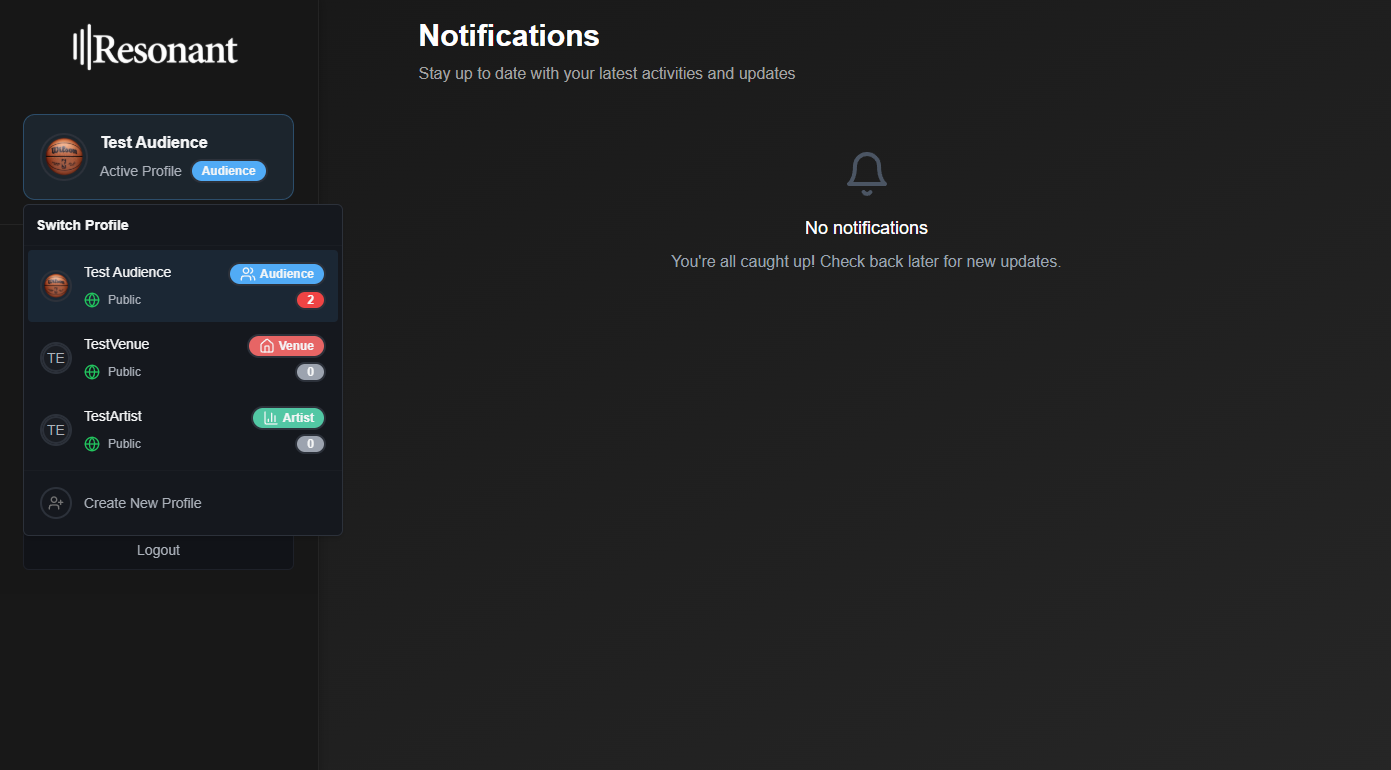 Resonant
Test Audience
Active Profile Audience
Switch Profile
Test Audience Audience
Public 2
TE TestVenue Venue
Public 0
TE TestArtist Artist
Public 0
Create New Profile
Logout
Notifications
Stay up to date with your latest activities and updates
No notifications
You're all caught up! Check back later for new updates.